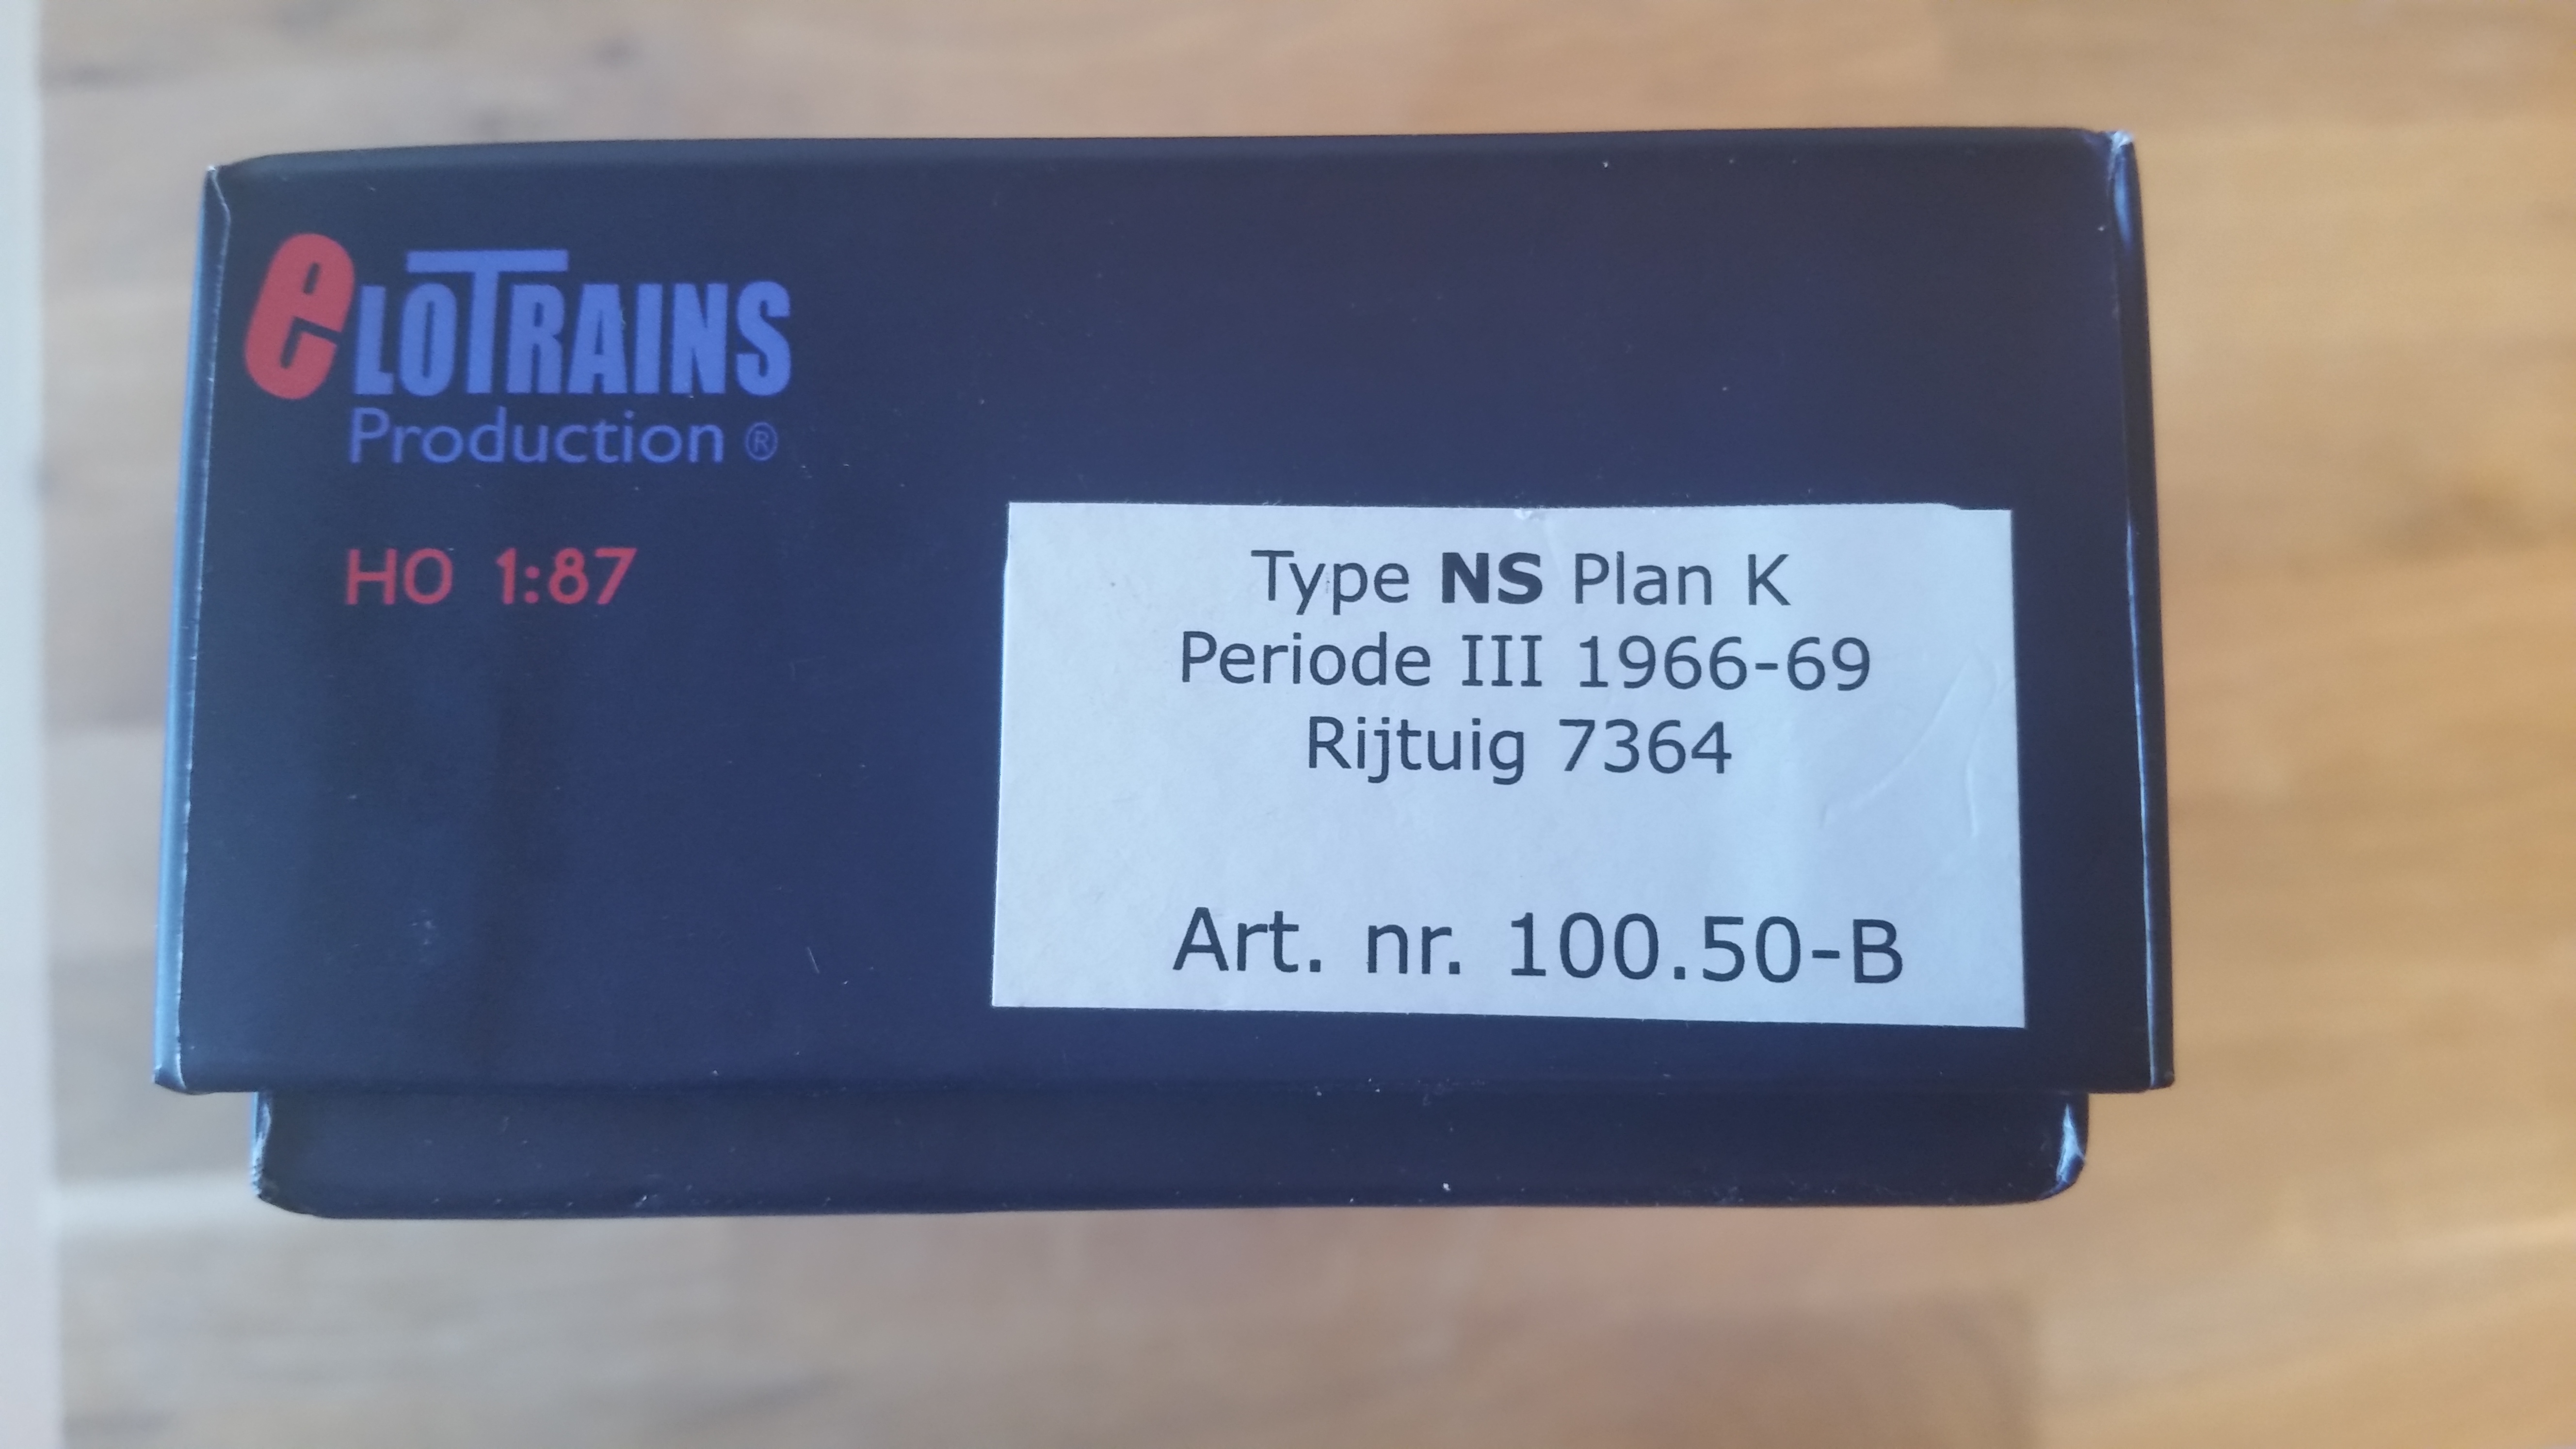 eLOTRAINS
Production ®
HO 1:87
Type NS Plan K
Periode III 1966-69
Rijtuig 7364
Art. nr. 100.50-B